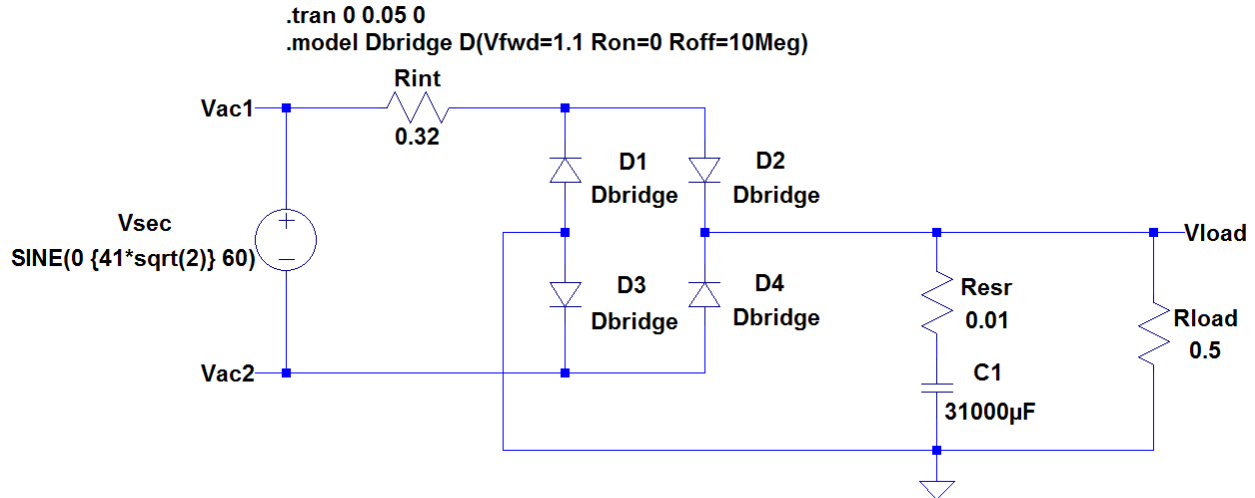 .tran 0 0.05 0
.model Dbridge D(Vfwd=1.1 Ron=0 Roff=10Meg)
Rint
Vac1
0.32
D1
Dbridge
D2
Dbridge
Vsec
SINE(0 {41*sqrt(2)} 60)
+
−
Vload
D3
Dbridge
D4
Dbridge
Resr
0.01
Rload
0.5
Vac2
C1
31000µF